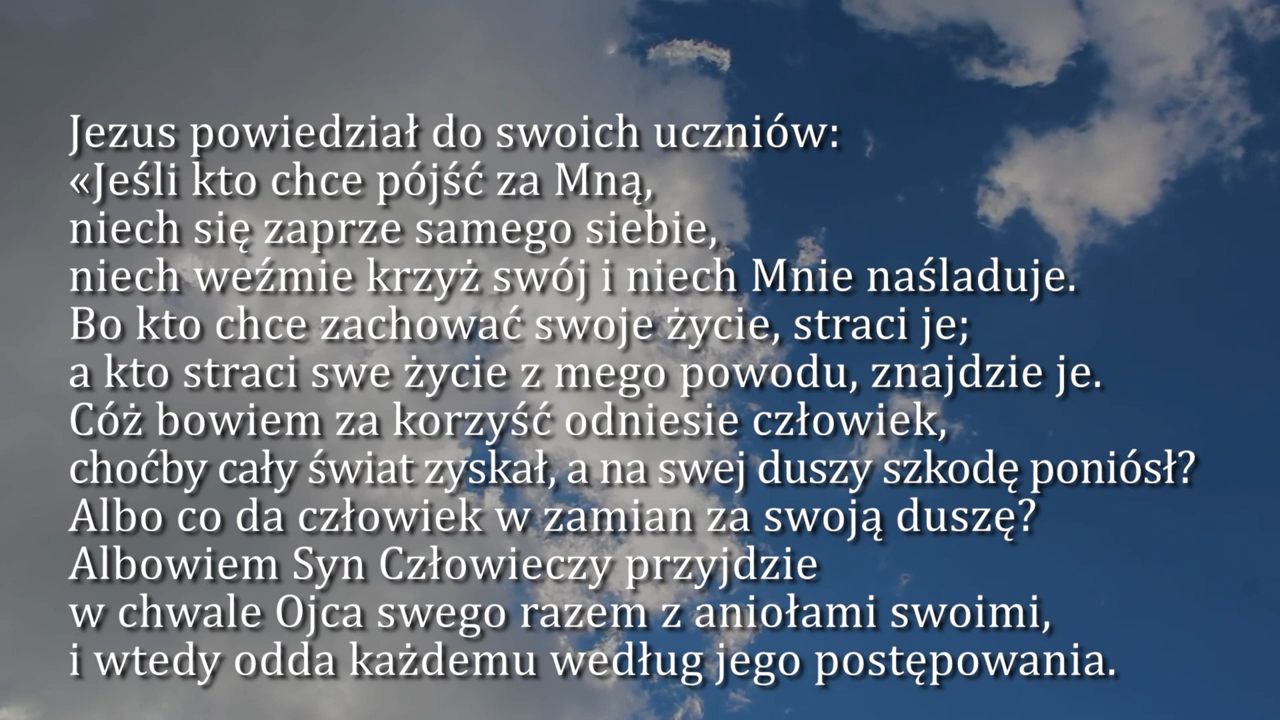 Jezus powiedział do swoich uczniów:
«Jeśli kto chce pójść za Mną,
niech się zaprze samego siebie,
niech weźmie krzyż swój i niech Mnie naśladuje.
Bo kto chce zachować swoje życie, straci je;
a kto straci swe życie z mego powodu, znajdzie je.
Cóż bowiem za korzyść odniesie człowiek,
choćby cały świat zyskał, a na swej duszy szkodę poniósł?
Albo co da człowiek w zamian za swoją duszę?
Albowiem Syn Człowieczy przyjdzie
w chwale Ojca swego razem z aniołami swoimi,
i wtedy odda każdemu według jego postępowania.